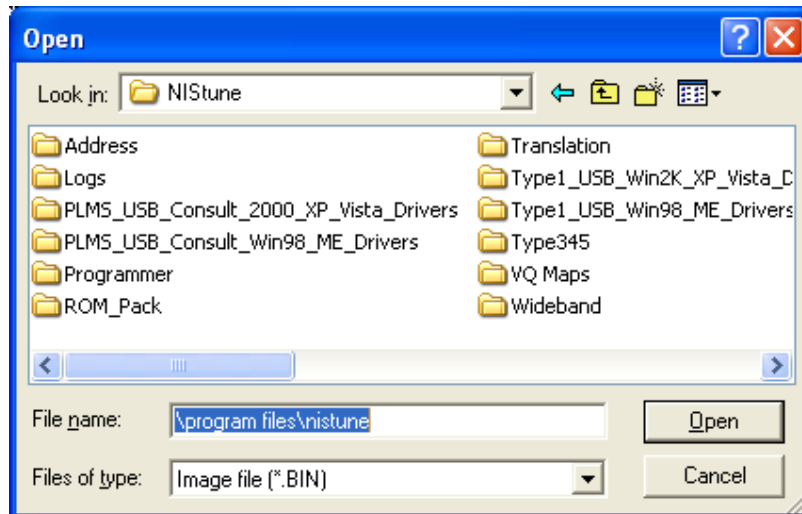 Open
Look in: NIStune
Address
Logs
PLMS_USB_Consult_2000_XP_Vista_Drivers
PLMS_USB_Consult_Win98_ME_Drivers
Programmer
ROM_Pack
Translation
Type1_USB_Win2K_XP_Vista_D
Type1_USB_Win98_ME_Drivers
Type345
VQ Maps
Wideband
File name: \program files\nistune Open
Files of type: Image file (*.BIN) Cancel